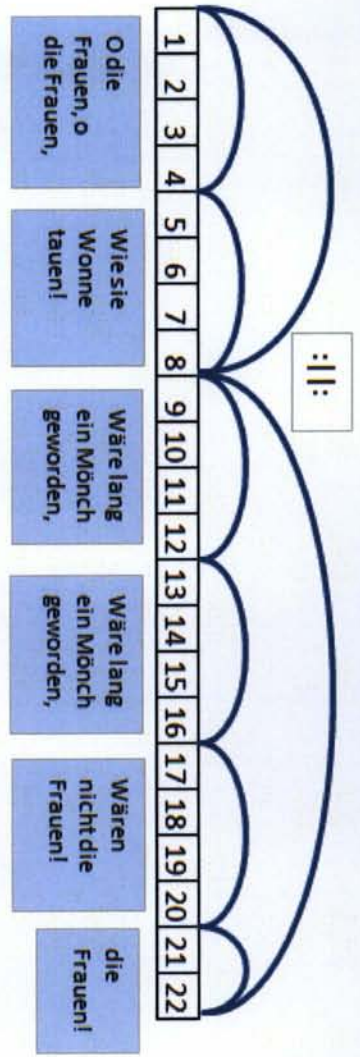 :||:
1 2 3 4 5 6 7 8 9 10 11 12 13 14 15 16 17 18 19 20 21 22
O die
Frauen, o
die Frauen,
Wie sie
Wonne
tauen!
Wäre lang
ein Mönch
geworden,
Wäre lang
ein Mönch
geworden,
Wären
nicht die
Frauen!
die
Frauen!